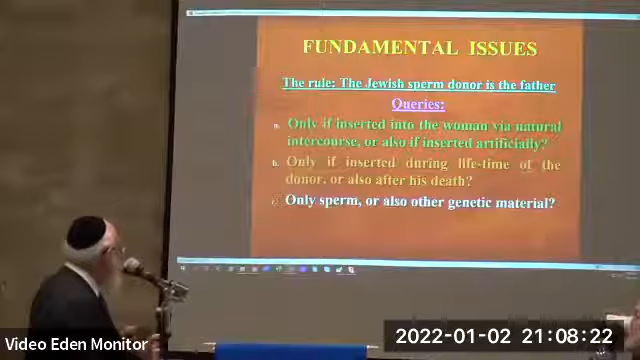 FUNDAMENTAL ISSUES
The rule: The Jewish sperm donor is the father
Queries:
a. Only if inserted into the woman via natural
intercourse, or also if inserted artificially?
b. Only if inserted during life-time of the
donor, or also after his death?
c. Only sperm, or also other genetic material?
Video Eden Monitor
2022-01-02 21:08:22